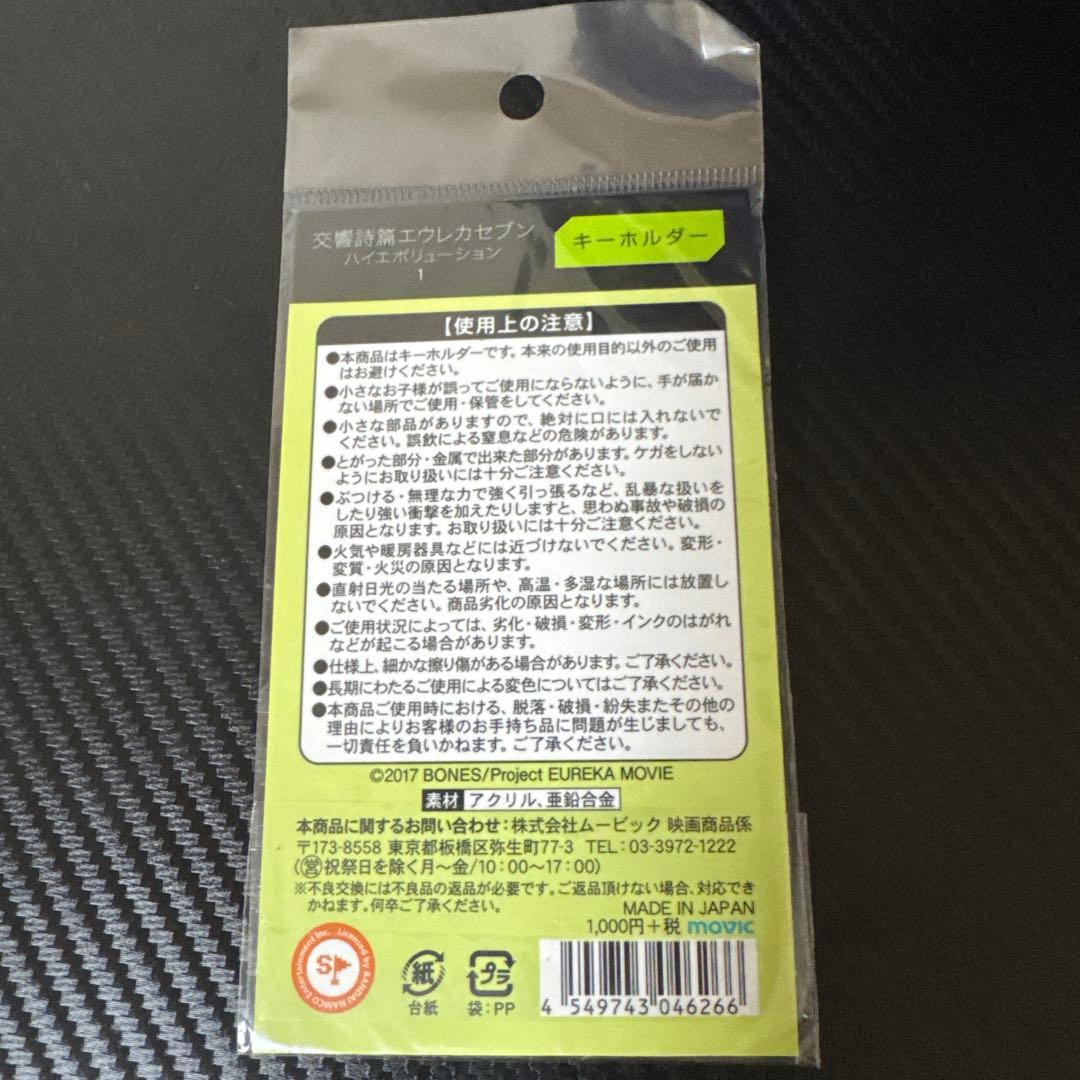 交響詩篇エウレカセブン
ハイエボリューション
1
キーホルダー
【使用上の注意】
●本商品はキーホルダーです。本来の使用目的以外のご使用
はお避けください。
●小さなお子様が誤ってご使用にならないように、手が届か
ない場所でご使用・保管をしてください。
●小さな部品がありますので、絶対に口には入れないで
ください。誤飲による窒息などの危険があります。
●とがった部分・金属で出来た部分があります。ケガをしない
ようにお取り扱いには十分ご注意ください。
●ぶつける・無理な力で強く引っ張るなど、乱暴な扱いを
したり強い衝撃を加えたりしますと、思わぬ事故や破損の
原因となります。お取り扱いには十分ご注意ください。
●火気や暖房器具などには近づけないでください。変形・
変質・火災の原因となります。
●直射日光の当たる場所や、高温・多湿な場所には放置し
ないでください。商品劣化の原因となります。
●ご使用状況によっては、劣化・破損・変形・インクのはがれ
などが起こる場合があります。
●仕様上、細かな擦り傷がある場合があります。ご了承ください。
●長期にわたるご使用による変色についてはご了承ください。
●本商品ご使用時における、脱落・破損・紛失またその他の
理由によりお客様のお手持ち品に問題が生じましても、
一切責任を負いかねます。ご了承ください。
©2017 BONES/Project EUREKA MOVIE
素材 アクリル、亜鉛合金
本商品に関するお問い合わせ:株式会社ムービック 映画商品係
〒173-8558 東京都板橋区弥生町77-3 TEL:03-3972-1222
(営祝祭日を除く月～金/10:00～17:00)
※不良交換には不良品の返品が必要です。ご返品頂けない場合、対応でき
かねます。何卒ご了承ください。
MADE IN JAPAN
1,000円+税 movic
Licensed by BANDAI NAMCO Entertainment Inc.
S
紙
台紙
プラ
袋:PP
4 549743 046266